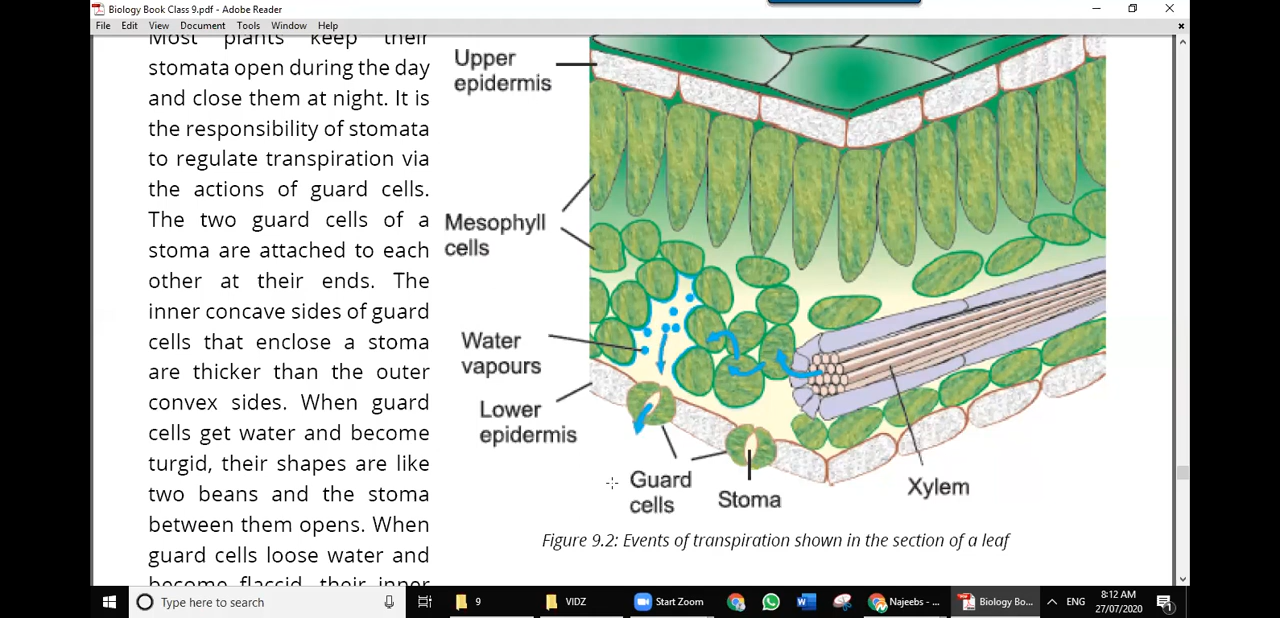 Biology Book Class 9.pdf - Adobe Reader
File Edit View Document Tools Window Help
Most plants keep their
stomata open during the day
and close them at night. It is
the responsibility of stomata
to regulate transpiration via
the actions of guard cells.
The two guard cells of a
stoma are attached to each
other at their ends. The
inner concave sides of guard
cells that enclose a stoma
are thicker than the outer
convex sides. When guard
cells get water and become
turgid, their shapes are like
two beans and the stoma
between them opens. When
guard cells loose water and
become flaccid, their inner
Upper
epidermis
Mesophyll
cells
Water
vapours
Lower
epidermis
Guard
cells
Stoma
Xylem
Figure 9.2: Events of transpiration shown in the section of a leaf
Type here to search
9
VIDZ
Start Zoom
Najeebs - ...
Biology Bo...
ENG
8:12 AM
27/07/2020
1